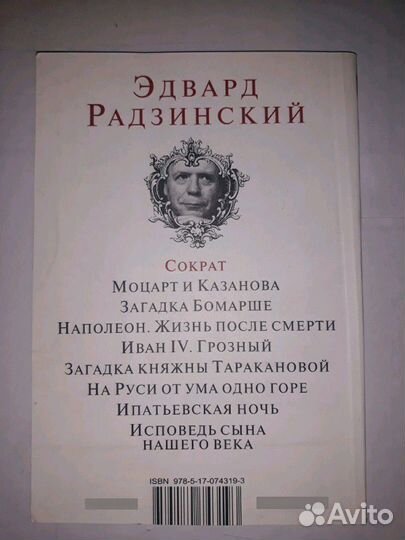 ЭДВАРД
РАДЗИНСКИЙ
СОКРАТ
МОЦАРТ И КАЗАНОВА
ЗАГАДКА БОМАРШЕ
НАПОЛЕОН. ЖИЗНЬ ПОСЛЕ СМЕРТИ
ИВАН IV. ГРОЗНЫЙ
ЗАГАДКА КНЯЖНЫ ТАРАКАНОВОЙ
НА РУСИ ОТ УМА ОДНО ГОРЕ
ИПАТЬЕВСКАЯ НОЧЬ
ИСПОВЕДЬ СЫНА
НАШЕГО ВЕКА
ISBN 978-5-17-074319-3
Avito